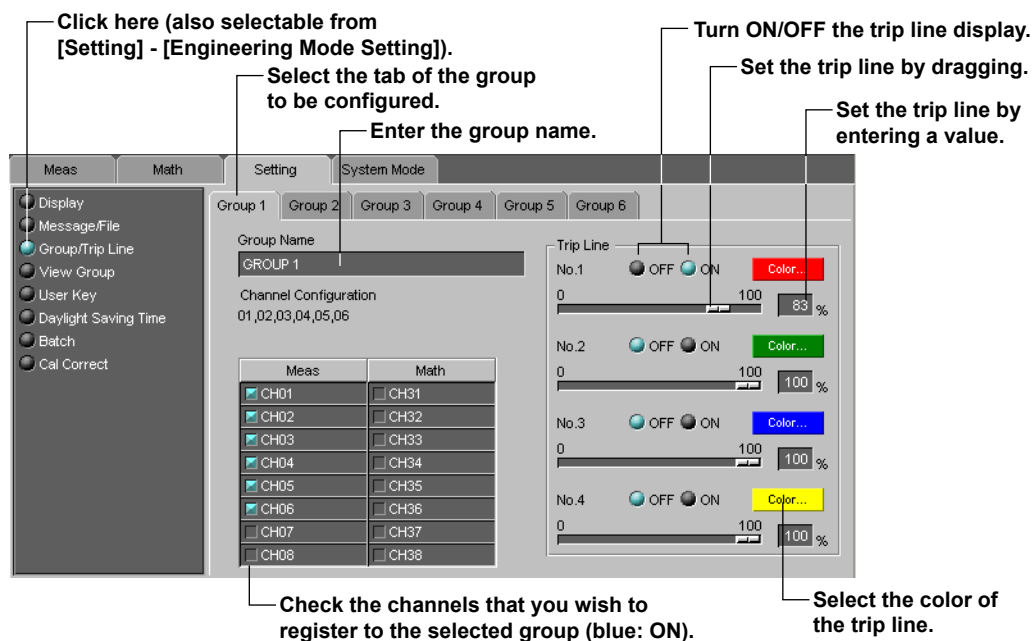 Click here (also selectable from
[Setting] - [Engineering Mode Setting]).
Select the tab of the group
to be configured.
Enter the group name.
Turn ON/OFF the trip line display.
Set the trip line by dragging.
Set the trip line by
entering a value.
Meas Math Setting System Mode
Display
Message/File
Group/Trip Line
View Group
User Key
Daylight Saving Time
Batch
Cal Correct
Group 1 Group 2 Group 3 Group 4 Group 5 Group 6
Group Name
GROUP 1
Channel Configuration
01,02,03,04,05,06
Meas Math
CH01 CH31
CH02 CH32
CH03 CH33
CH04 CH34
CH05 CH35
CH06 CH36
CH07 CH37
CH08 CH38
Trip Line
No.1 OFF ON Color...
0 100
83 %
No.2 OFF ON Color...
0 100
100 %
No.3 OFF ON Color...
0 100
100 %
No.4 OFF ON Color...
0 100
100 %
Check the channels that you wish to
register to the selected group (blue: ON).
Select the color of
the trip line.